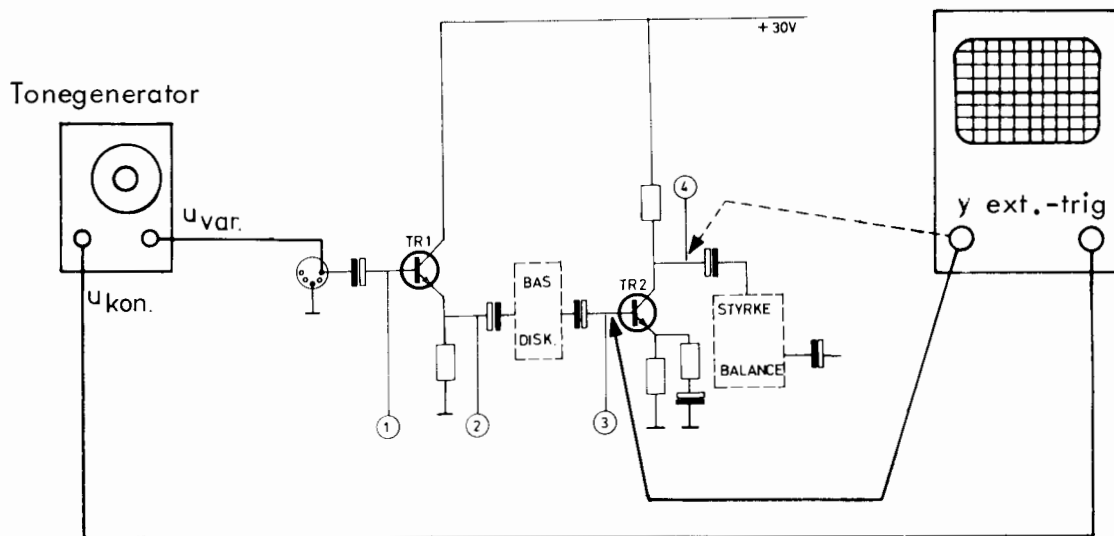 + 30V
Tonegenerator
u var.
u kon.
TR1
BAS
DISK.
TR2
STYRKE
BALANCE
1
2
3
4
y ext.-trig